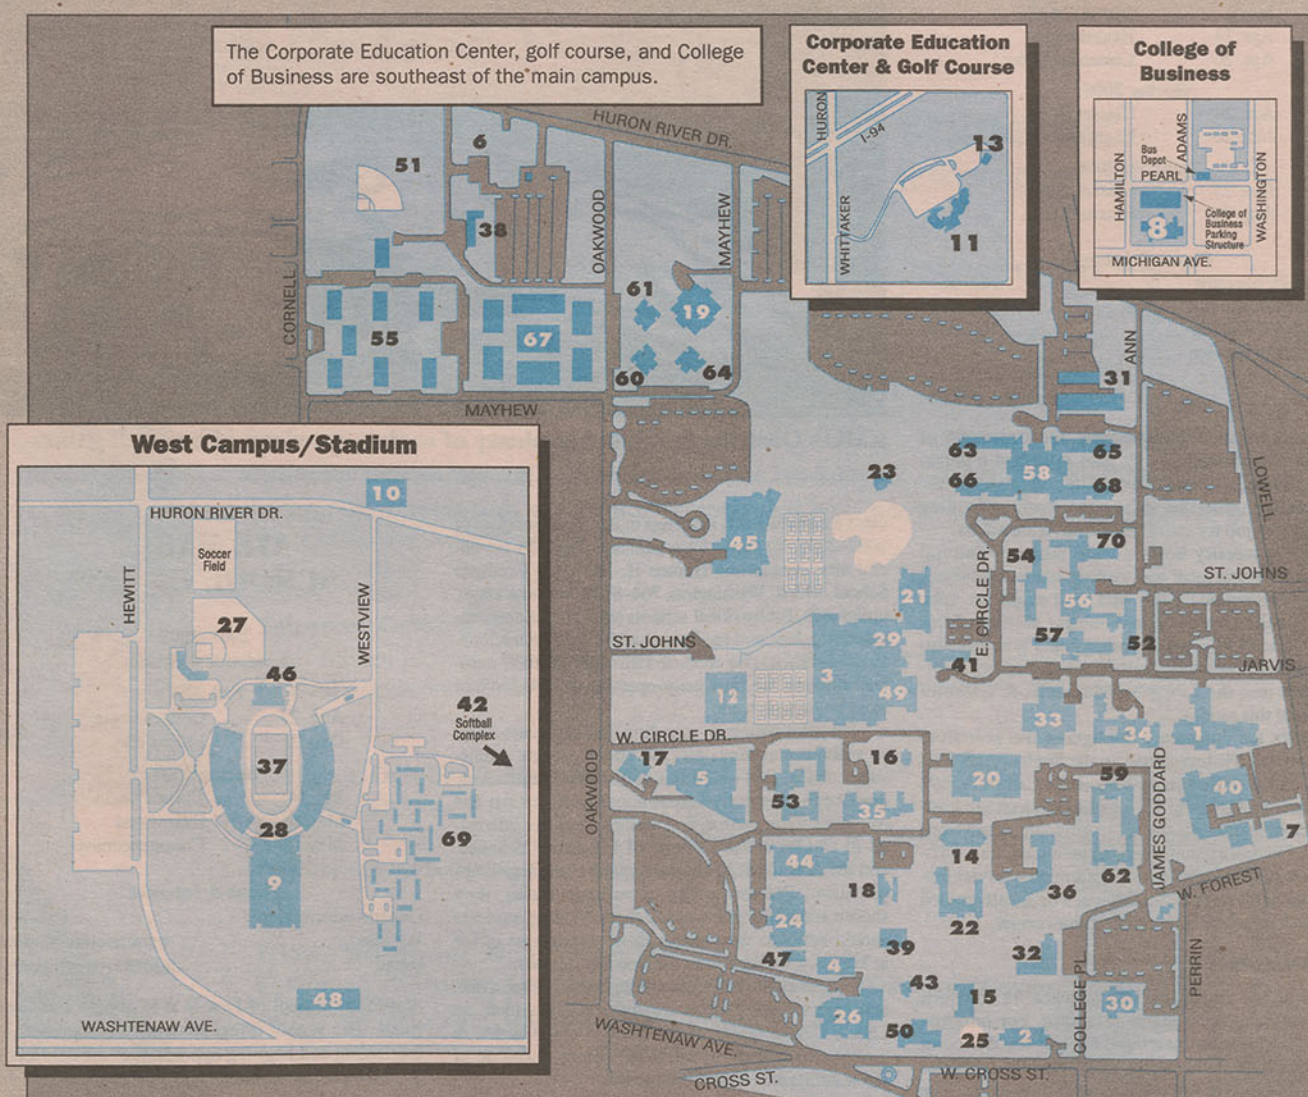 The Corporate Education Center, golf course, and College
of Business are southeast of the main campus.
Corporate Education
Center & Golf Course
HURON
I-94
13
WHITTAKER
11
College of
Business
ADAMS
Bus
Depot
PEARL
HAMILTON
WASHINGTON
8
College of
Business
Parking
Structure
MICHIGAN AVE.
HURON RIVER DR.
6
51
38
OAKWOOD
MAYHEW
CORNELL
61
19
55
67
60
64
MAYHEW
ANN
31
63
65
58
66
68
23
LOWELL
45
70
54
E. CIRCLE DR.
ST. JOHNS
21
56
57
52
29
ST. JOHNS
41
JARVIS
3
49
12
33
34
1
W. CIRCLE DR.
17
5
16
20
59
JAMES GODDARD
40
53
35
OAKWOOD
7
44
14
18
36
62
W. FOREST
24
22
39
32
47
4
PERRIN
43
15
30
26
50
25
2
COLLEGE PL.
WASHTENAW AVE.
CROSS ST.
W. CROSS ST.
West Campus/Stadium
10
HURON RIVER DR.
Soccer
Field
HEWITT
WESTVIEW
27
46
42
Softball
Complex
37
28
69
9
48
WASHTENAW AVE.